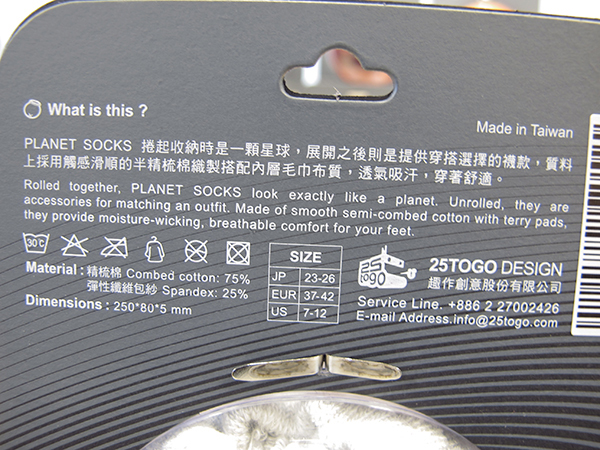 What is this ?
Made in Taiwan
PLANET SOCKS 捲起收納時是一顆星球，展開之後則是提供穿搭選擇的襪款，質料
上採用觸感滑順的半精梳棉織製搭配內層毛巾布質，透氣吸汗，穿著舒適。
Rolled together, PLANET SOCKS look exactly like a planet. Unrolled, they are
accessories for matching an outfit. Made of smooth semi-combed cotton with terry pads,
they provide moisture-wicking, breathable comfort for your feet.
30°C
Material : 精梳棉 Combed cotton: 75%
彈性纖維包紗 Spandex: 25%
Dimensions : 250*80*5 mm
SIZE
JP 23-26
EUR 37-42
US 7-12
25 togo
25TOGO DESIGN
趣作創意股份有限公司
Service Line. +886 2 27002426
E-mail Address.info@25togo.com